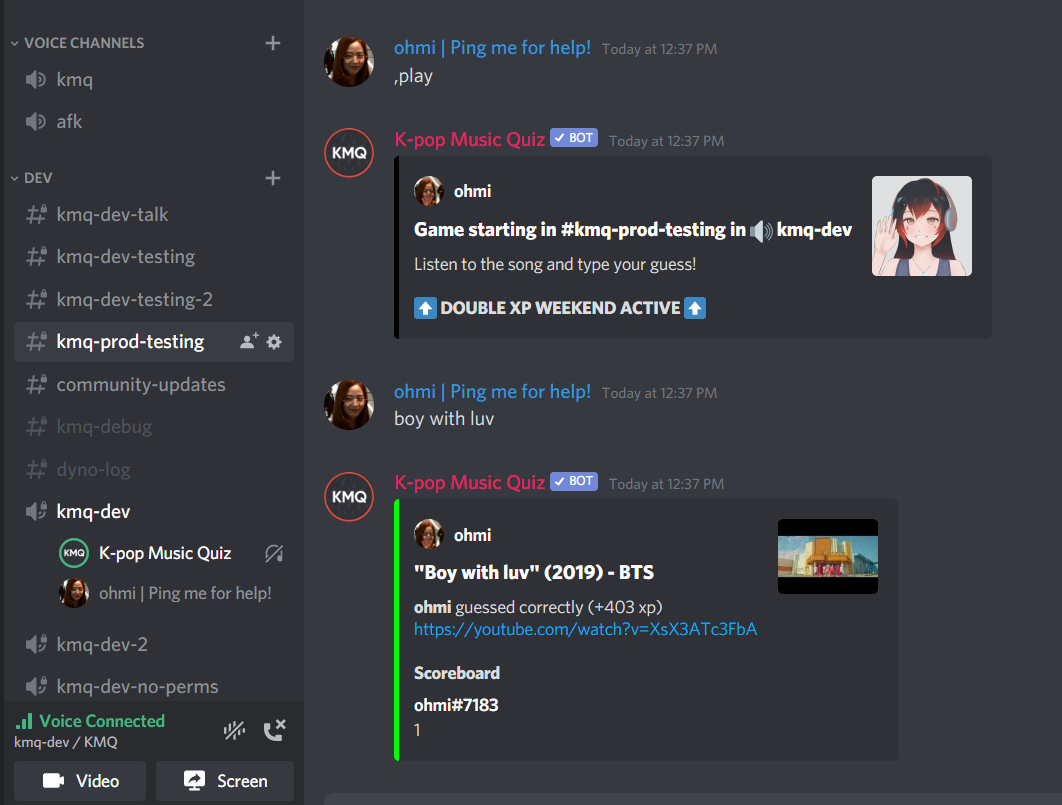 VOICE CHANNELS
kmq
afk
DEV
kmq-dev-talk
kmq-dev-testing
kmq-dev-testing-2
kmq-prod-testing
community-updates
kmq-debug
dyno-log
kmq-dev
KMQ K-pop Music Quiz
ohmi | Ping me for help!
kmq-dev-2
kmq-dev-no-perms
Voice Connected
kmq-dev / KMQ
Video Screen
ohmi | Ping me for help! Today at 12:37 PM
,play
KMQ
K-pop Music Quiz BOT Today at 12:37 PM
ohmi
Game starting in #kmq-prod-testing in 🔊 kmq-dev
Listen to the song and type your guess!
⬆️ DOUBLE XP WEEKEND ACTIVE ⬆️
ohmi | Ping me for help! Today at 12:37 PM
boy with luv
KMQ
K-pop Music Quiz BOT Today at 12:37 PM
ohmi
"Boy with luv" (2019) - BTS
ohmi guessed correctly (+403 xp)
https://youtube.com/watch?v=XsX3ATc3FbA
Scoreboard
ohmi#7183
1